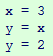 x = 3
y = x
y = 2